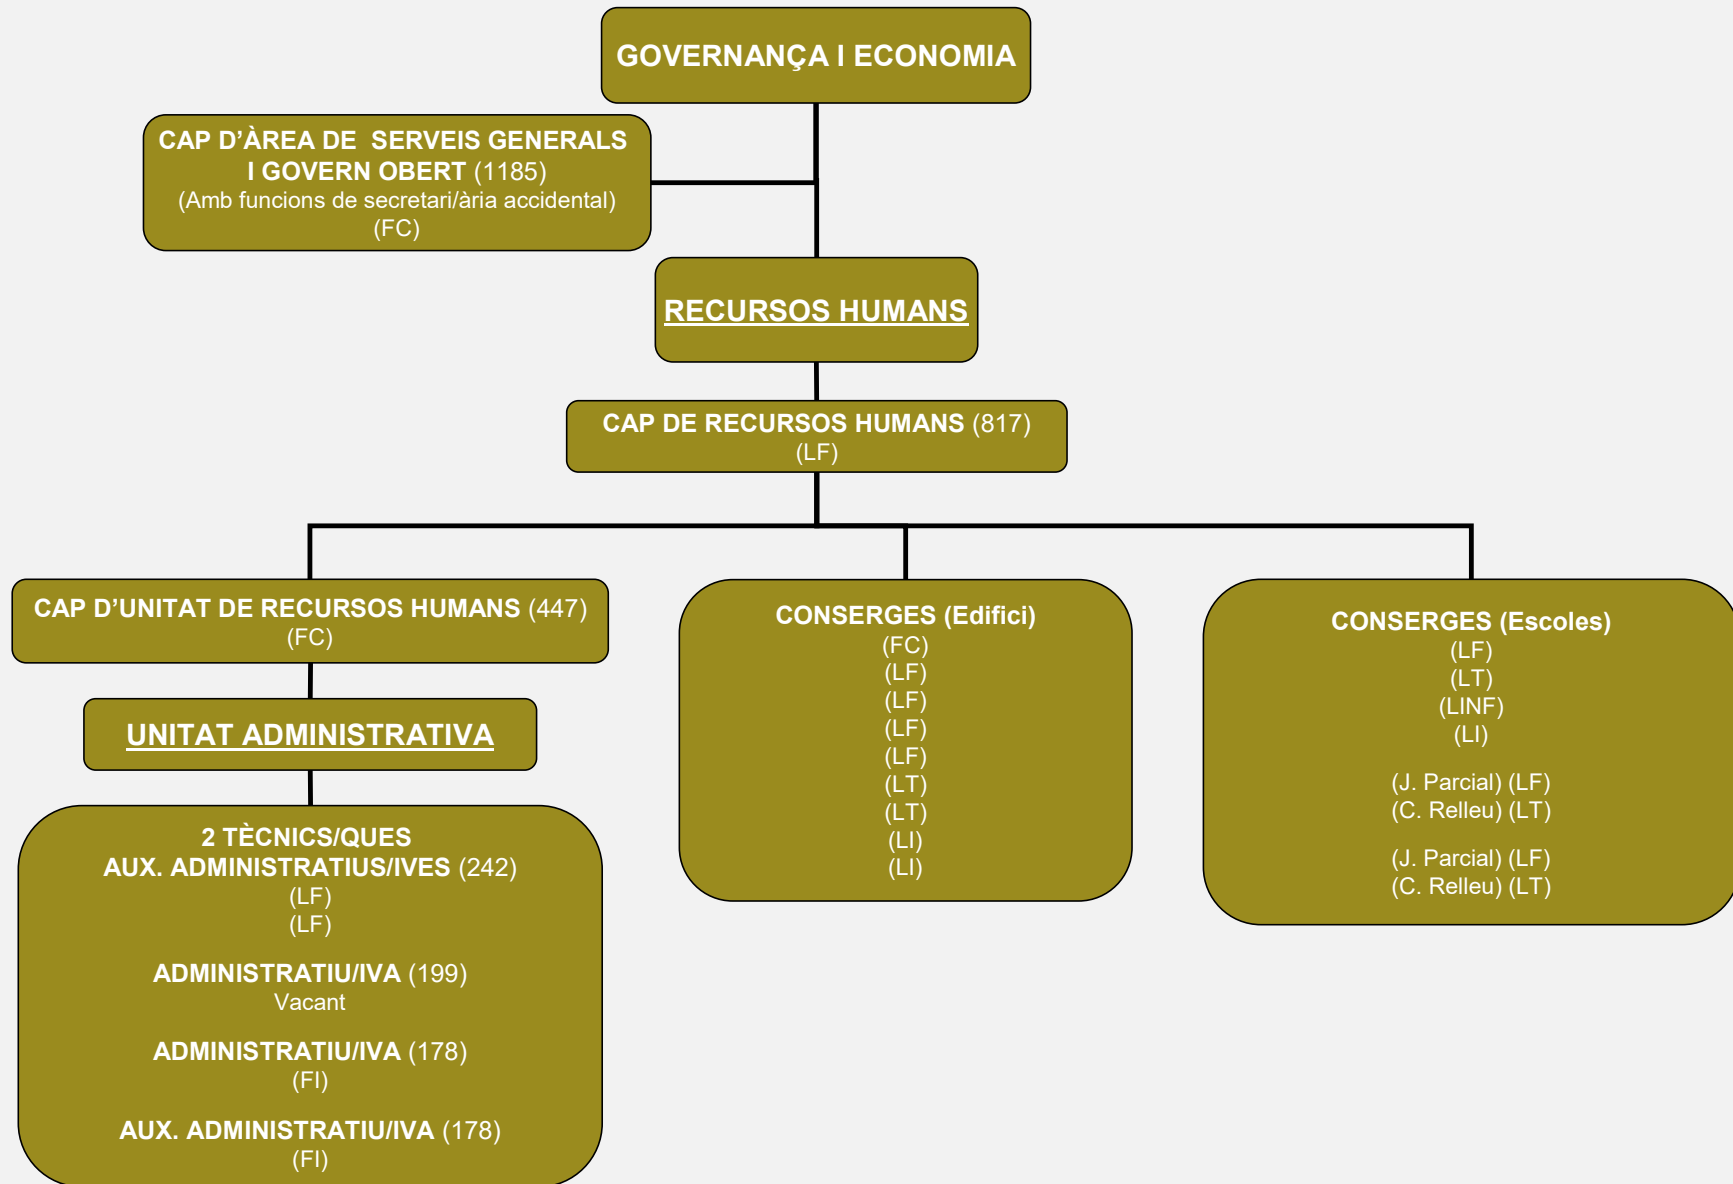 GOVERNANÇA I ECONOMIA
CAP D’ÀREA DE SERVEIS GENERALS
I GOVERN OBERT (1185)
(Amb funcions de secretari/ària accidental)
(FC)
RECURSOS HUMANS
CAP DE RECURSOS HUMANS (817)
(LF)
CAP D’UNITAT DE RECURSOS HUMANS (447)
(FC)
UNITAT ADMINISTRATIVA
2 TÈCNICS/QUES
AUX. ADMINISTRATIUS/IVES (242)
(LF)
(LF)
ADMINISTRATIU/IVA (199)
Vacant
ADMINISTRATIU/IVA (178)
(FI)
AUX. ADMINISTRATIU/IVA (178)
(FI)
CONSERGES (Edifici)
(FC)
(LF)
(LF)
(LF)
(LF)
(LT)
(LT)
(LI)
(LI)
CONSERGES (Escoles)
(LF)
(LT)
(LINF)
(LI)
(J. Parcial) (LF)
(C. Relleu) (LT)
(J. Parcial) (LF)
(C. Relleu) (LT)